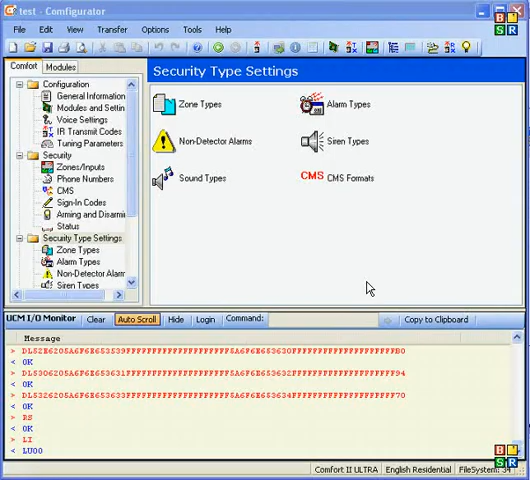 test - Comfigurator
File Edit View Transfer Options Tools Help
Comfort Modules
Configuration
General Information
Modules and Settin
Voice Settings
IR Transmit Codes
Tuning Parameters
Security
Zones/Inputs
Phone Numbers
CMS
Sign-In Codes
Arming and Disarmi
Status
Security Type Settings
Zone Types
Alarm Types
Non-Detector Alarm
Siren Types
Security Type Settings
Zone Types Alarm Types
Non-Detector Alarms Siren Types
Sound Types CMS CMS Formats
UCM I/O Monitor Clear Auto Scroll Hide Login Command: Copy to Clipboard
Message
< OK
< OK
< OK
> RS
< OK
> LI
< LU00
Comfort II ULTRA English Residential FileSystem: 34
B
S R
B
S R